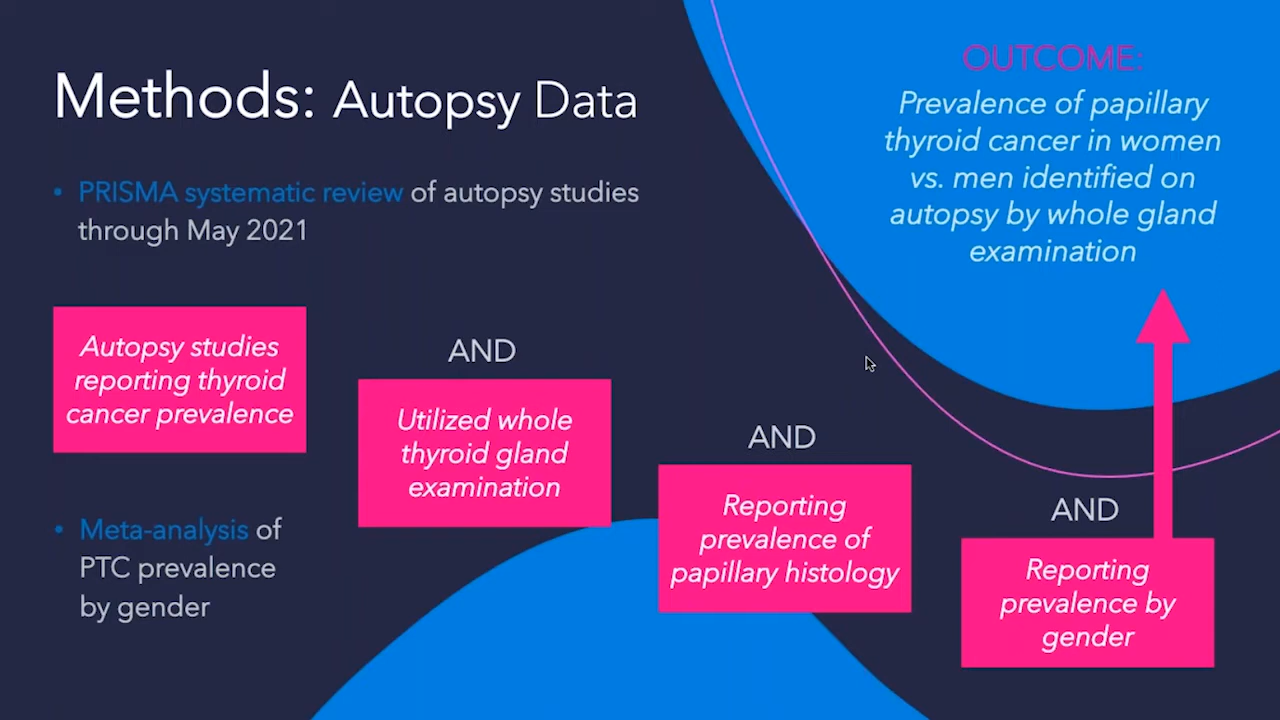 Methods: Autopsy Data
• PRISMA systematic review of autopsy studies
through May 2021
Autopsy studies
reporting thyroid
cancer prevalence
AND
Utilized whole
thyroid gland
examination
AND
Reporting
prevalence of
papillary histology
AND
Reporting
prevalence by
gender
OUTCOME:
Prevalence of papillary
thyroid cancer in women
vs. men identified on
autopsy by whole gland
examination
• Meta-analysis of
PTC prevalence
by gender